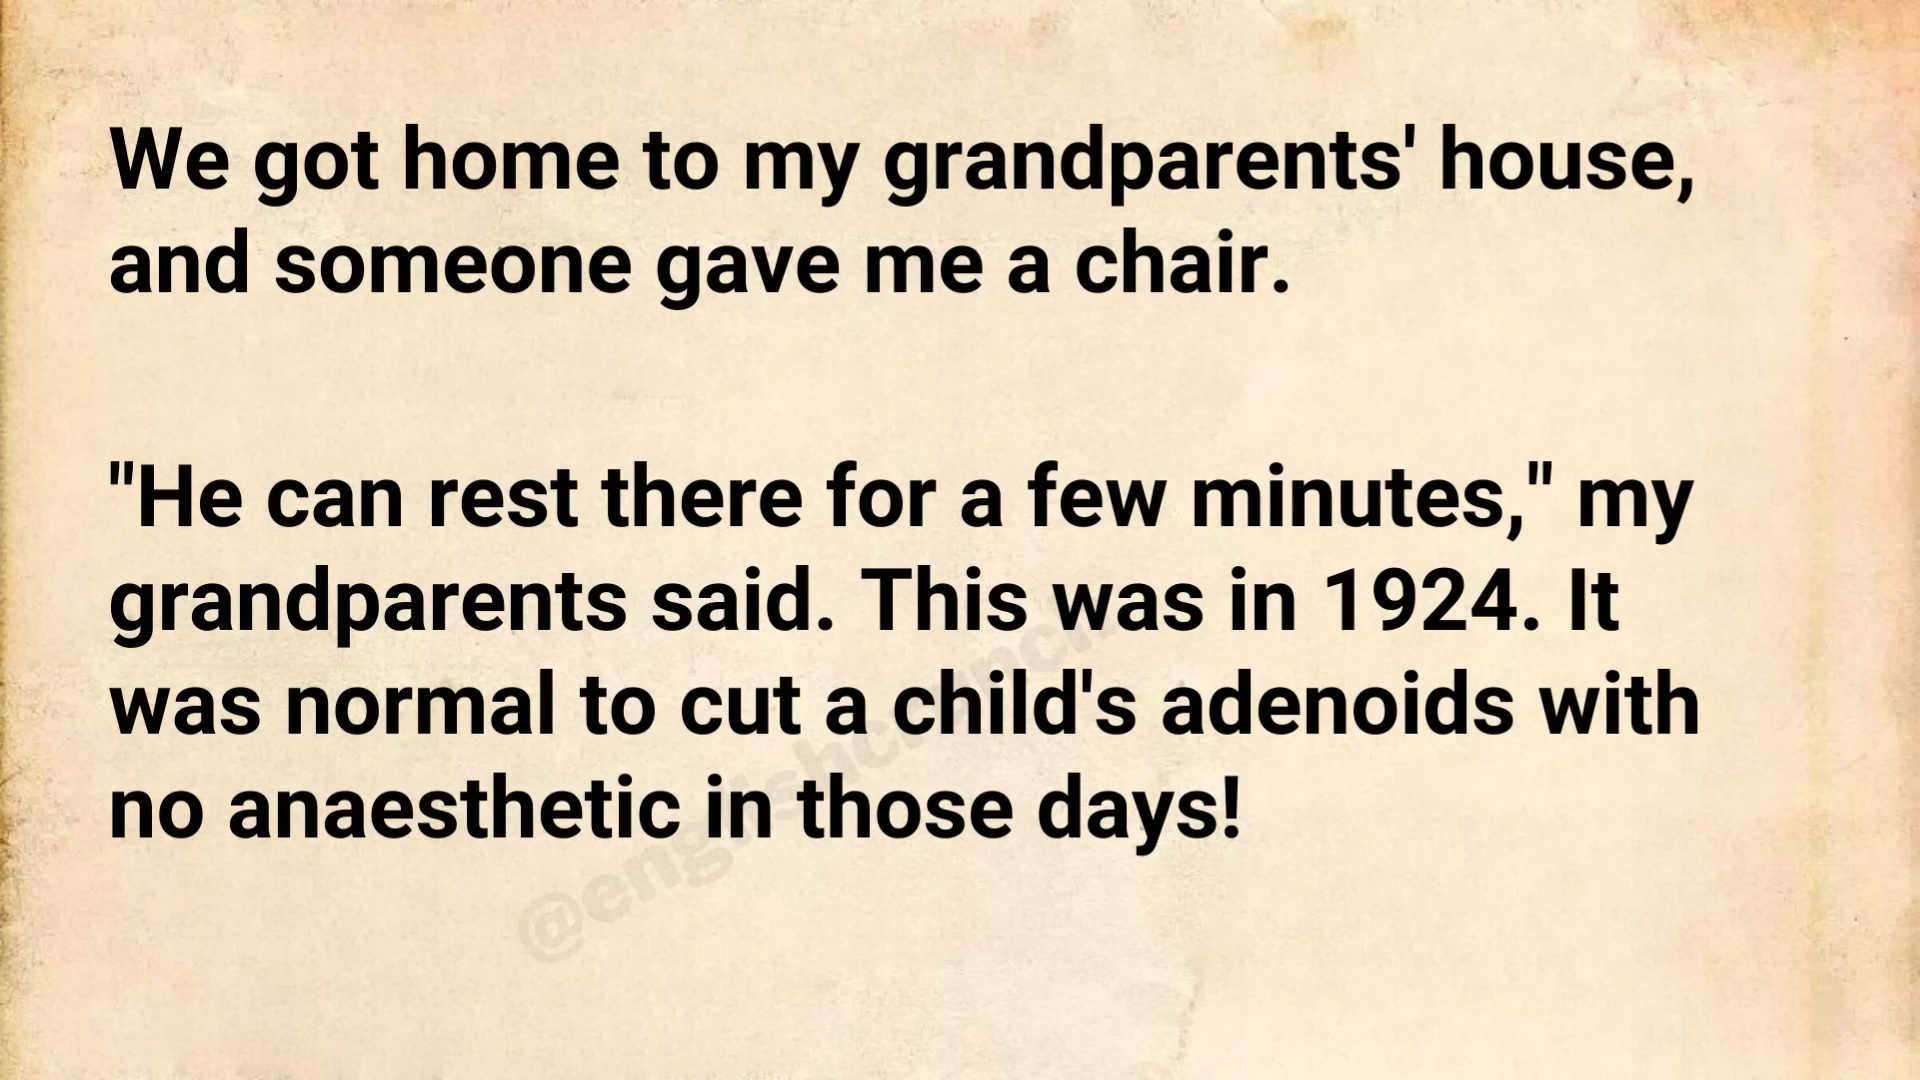 We got home to my grandparents' house,
and someone gave me a chair.
"He can rest there for a few minutes," my
grandparents said. This was in 1924. It
was normal to cut a child's adenoids with
no anaesthetic in those days!